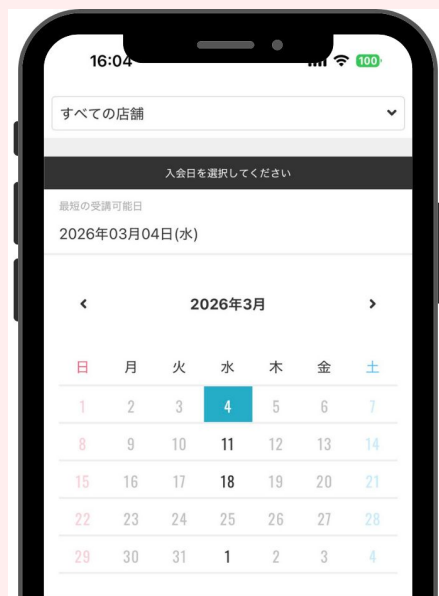 16:04
100
すべての店舗
入会日を選択してください
最短の受講可能日
2026年03月04日(水)
2026年3月
日 月 火 水 木 金 土
1 2 3 4 5 6 7
8 9 10 11 12 13 14
15 16 17 18 19 20 21
22 23 24 25 26 27 28
29 30 31 1 2 3 4